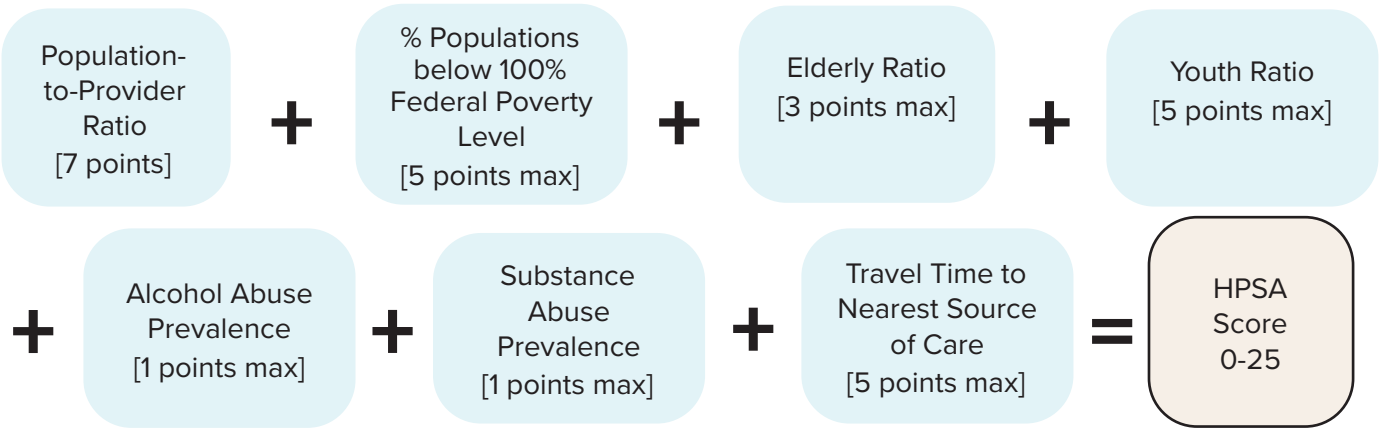 Population-
to-Provider
Ratio
[7 points]
+
% Populations
below 100%
Federal Poverty
Level
[5 points max]
+
Elderly Ratio
[3 points max]
+
Youth Ratio
[5 points max]
+
Alcohol Abuse
Prevalence
[1 points max]
+
Substance
Abuse
Prevalence
[1 points max]
+
Travel Time to
Nearest Source
of Care
[5 points max]
=
HPSA
Score
0-25